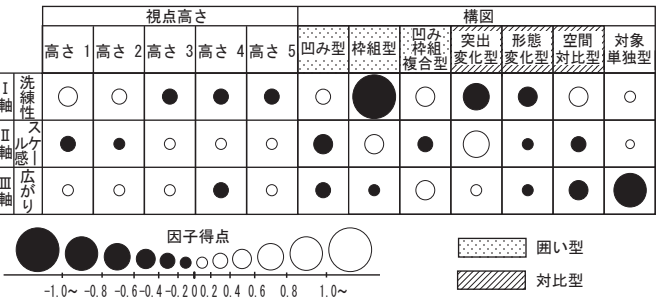 視点高さ 構図
高さ 1 高さ 2 高さ 3 高さ 4 高さ 5 凹み型 枠組型 凹み枠組複合型 突出変化型 形態変化型 空間対比型 対象単独型
Ⅰ軸 洗練性
Ⅱ軸 スケール感
Ⅲ軸 広がり
因子得点
-1.0~ -0.8 -0.6 -0.4 -0.2 0 0.2 0.4 0.6 0.8 1.0~
囲い型
対比型